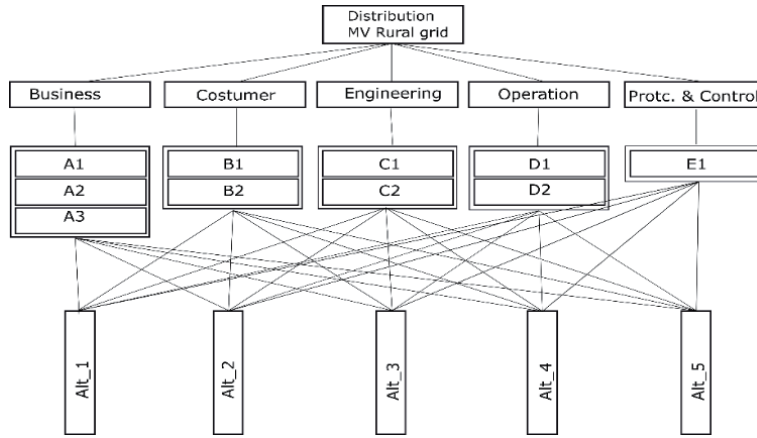 Distribution
MV Rural grid
Business
Costumer
Engineering
Operation
Protc. & Control
A1
B1
C1
D1
E1
A2
B2
C2
D2
A3
Alt_1
Alt_2
Alt_3
Alt_4
Alt_5